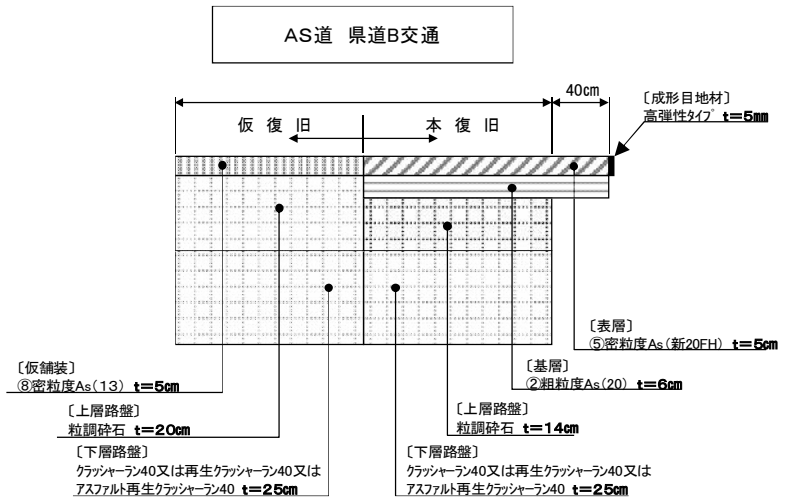 AS道 県道B交通
40cm
〔成形目地材〕
高弾性ﾀｲﾌﾟ t=5mm
仮 復 旧
本 復 旧
〔表層〕
⑤密粒度As(新20FH) t=5cm
〔仮舗装〕
⑧密粒度As(13) t=5cm
〔基層〕
②粗粒度As(20) t=6cm
〔上層路盤〕
粒調砕石 t=20cm
〔上層路盤〕
粒調砕石 t=14cm
〔下層路盤〕
ｸﾗｯｼｬｰﾗﾝ40又は再生ｸﾗｯｼｬｰﾗﾝ40又は
ｱｽﾌｧﾙﾄ再生ｸﾗｯｼｬｰﾗﾝ40 t=25cm
〔下層路盤〕
ｸﾗｯｼｬｰﾗﾝ40又は再生ｸﾗｯｼｬｰﾗﾝ40又は
ｱｽﾌｧﾙﾄ再生ｸﾗｯｼｬｰﾗﾝ40 t=25cm